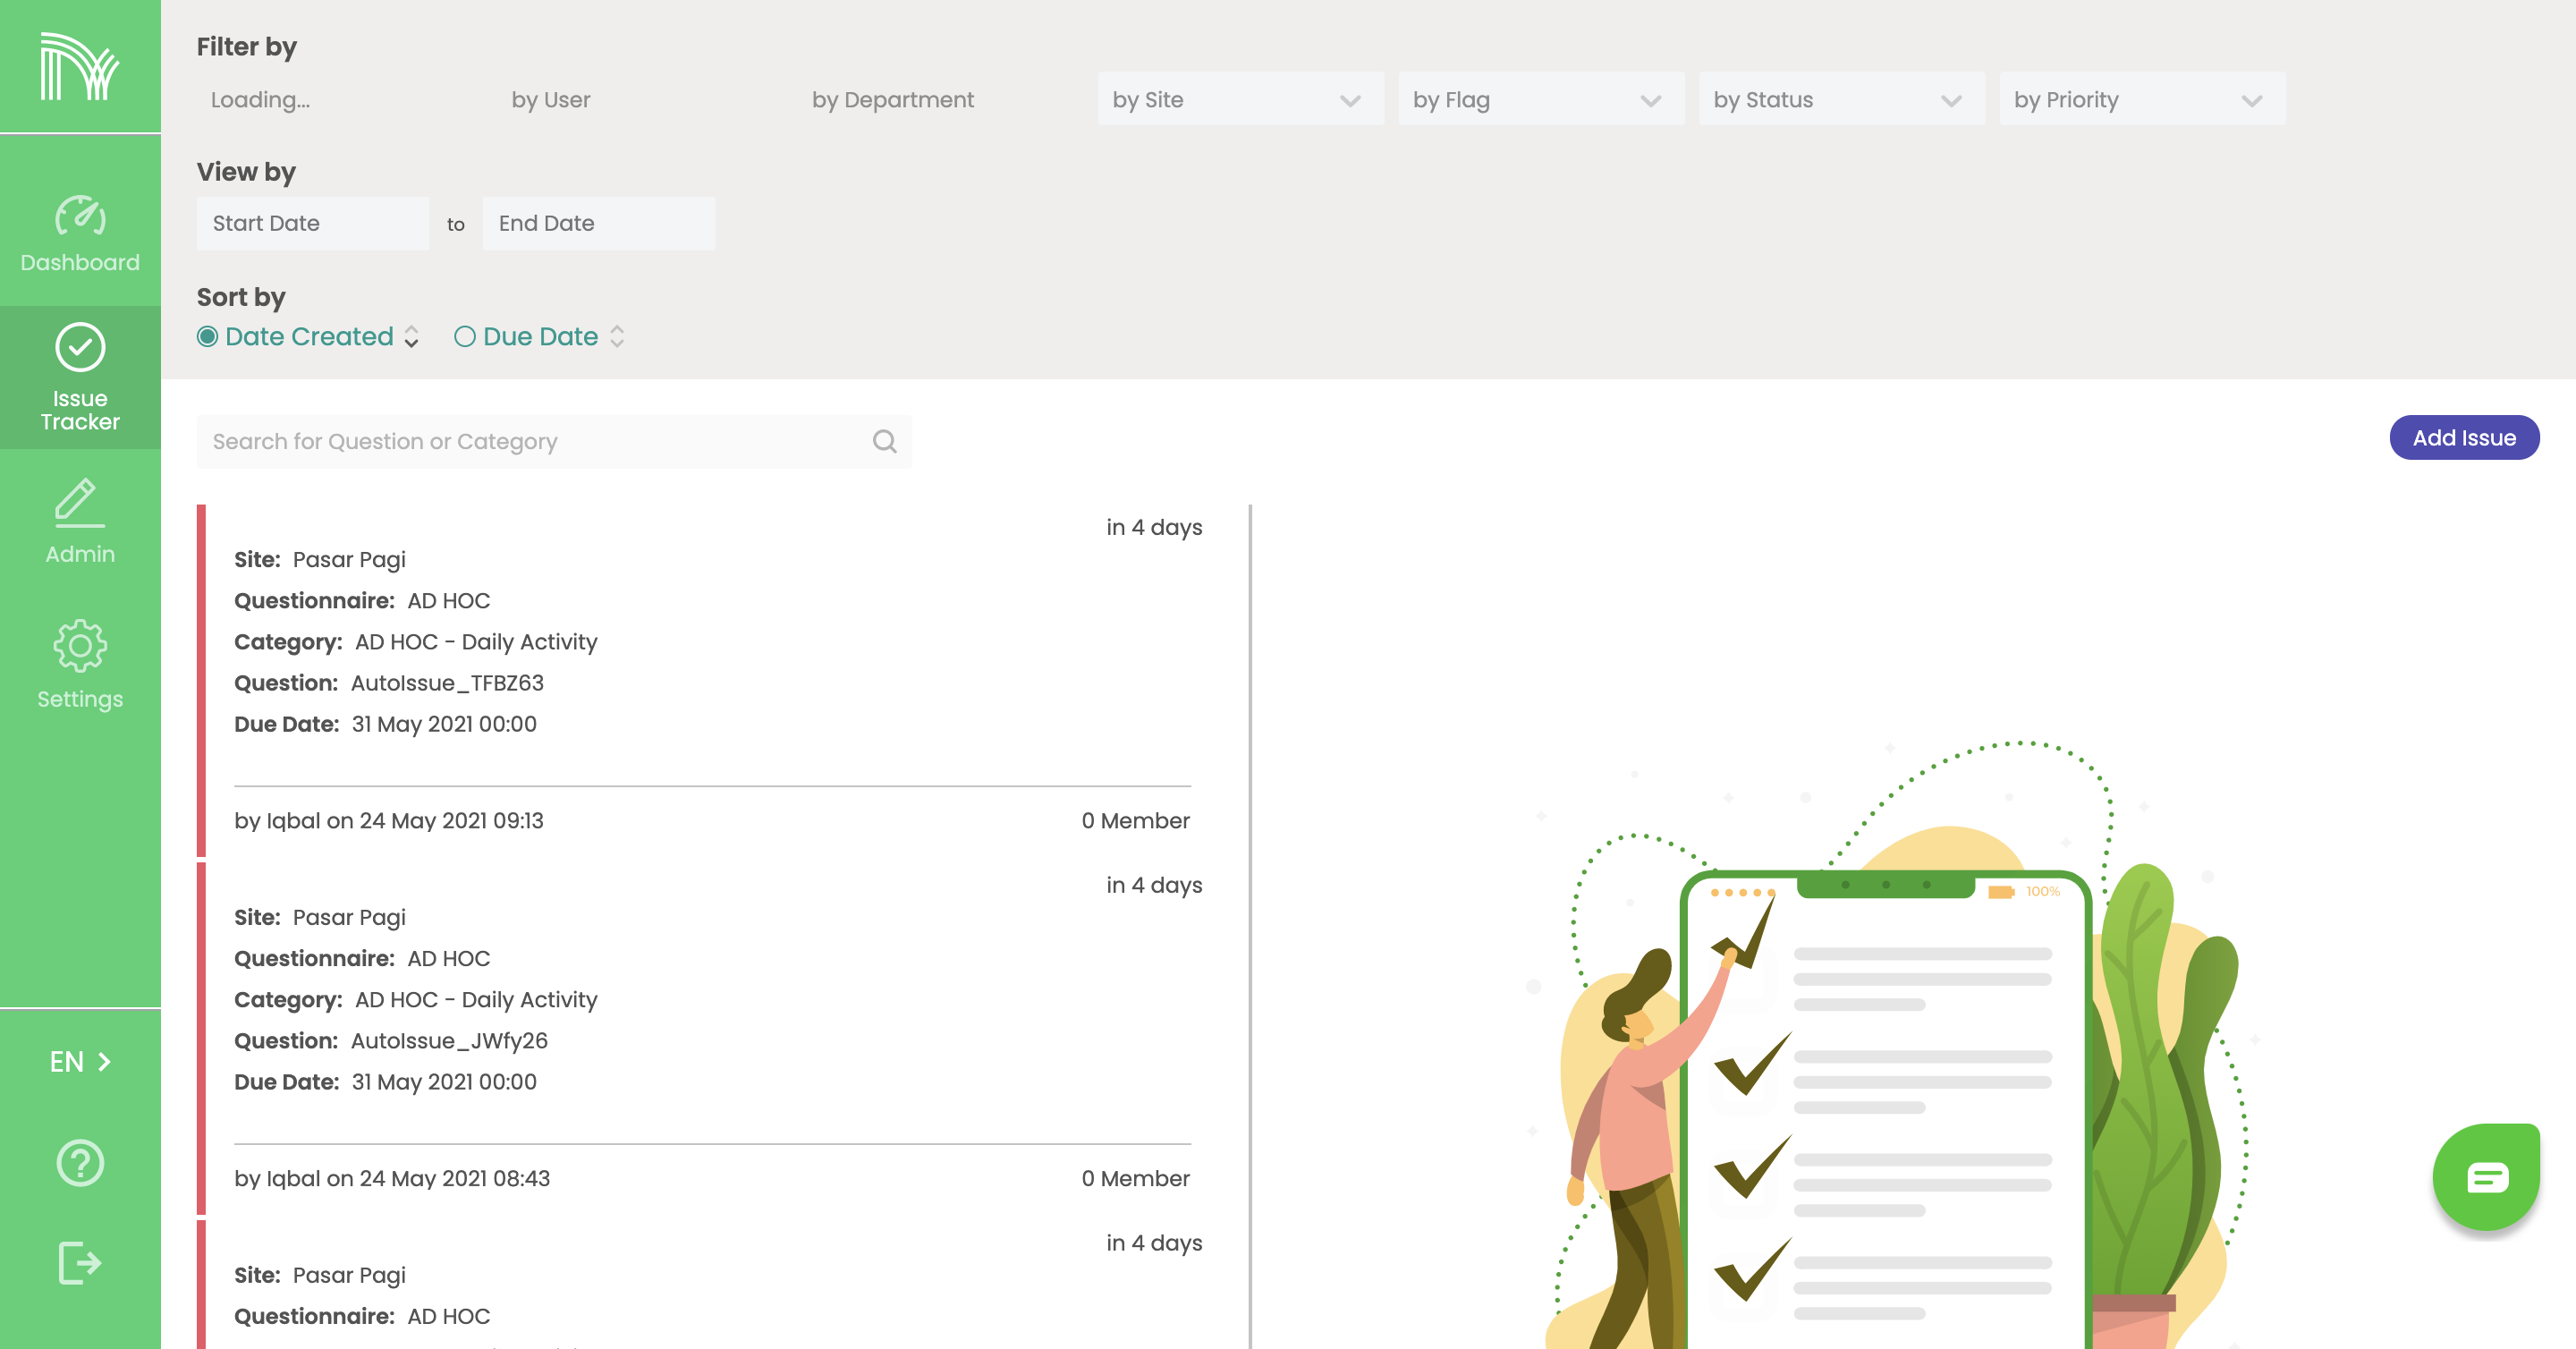 Filter by
Loading... by User by Department by Site by Flag by Status by Priority
View by
Start Date to End Date
Sort by
Date Created Due Date
Dashboard
Issue
Tracker
Admin
Settings
EN
Search for Question or Category
Add Issue
in 4 days
Site: Pasar Pagi
Questionnaire: AD HOC
Category: AD HOC - Daily Activity
Question: AutoIssue_TFBZ63
Due Date: 31 May 2021 00:00
by Iqbal on 24 May 2021 09:13 0 Member
in 4 days
Site: Pasar Pagi
Questionnaire: AD HOC
Category: AD HOC - Daily Activity
Question: AutoIssue_JWfy26
Due Date: 31 May 2021 00:00
by Iqbal on 24 May 2021 08:43 0 Member
in 4 days
Site: Pasar Pagi
Questionnaire: AD HOC
100%